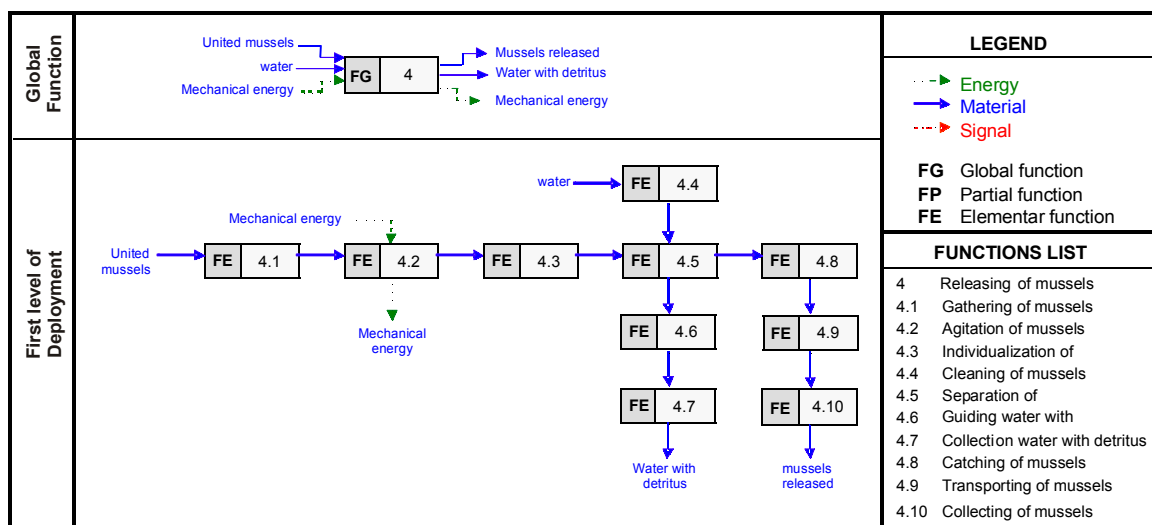 Global
Function
United mussels
water
Mechanical energy
FG 4
Mussels released
Water with detritus
Mechanical energy
First level of
Deployment
water
FE 4.4
Mechanical energy
United
mussels
FE 4.1
FE 4.2
FE 4.3
FE 4.5
FE 4.8
Mechanical
energy
FE 4.6
FE 4.9
FE 4.7
FE 4.10
Water with
detritus
mussels
released
LEGEND
Energy
Material
Signal
FG Global function
FP Partial function
FE Elementar function
FUNCTIONS LIST
4 Releasing of mussels
4.1 Gathering of mussels
4.2 Agitation of mussels
4.3 Individualization of
4.4 Cleaning of mussels
4.5 Separation of
4.6 Guiding water with
4.7 Collection water with detritus
4.8 Catching of mussels
4.9 Transporting of mussels
4.10 Collecting of mussels